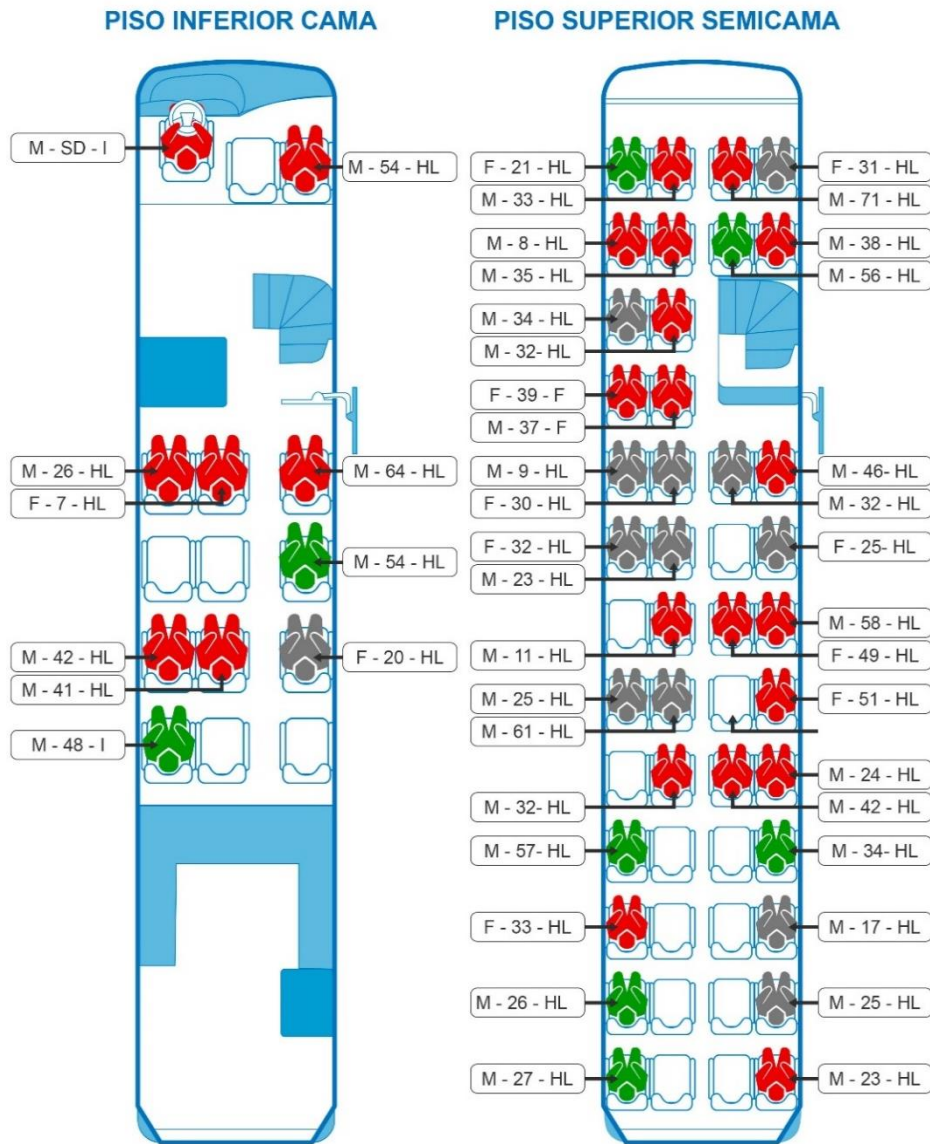 PISO INFERIOR CAMA
M - SD - I
M - 54 - HL
M - 26 - HL
F - 7 - HL
M - 64 - HL
M - 54 - HL
M - 42 - HL
M - 41 - HL
F - 20 - HL
M - 48 - I
PISO SUPERIOR SEMICAMA
F - 21 - HL
M - 33 - HL
F - 31 - HL
M - 71 - HL
M - 8 - HL
M - 35 - HL
M - 38 - HL
M - 56 - HL
M - 34 - HL
M - 32- HL
F - 39 - F
M - 37 - F
M - 9 - HL
F - 30 - HL
M - 46- HL
M - 32 - HL
F - 32 - HL
M - 23 - HL
F - 25- HL
M - 11 - HL
M - 58 - HL
F - 49 - HL
M - 25 - HL
M - 61 - HL
F - 51 - HL
M - 32- HL
M - 24 - HL
M - 42 - HL
M - 57- HL
M - 34- HL
F - 33 - HL
M - 17 - HL
M - 26 - HL
M - 25 - HL
M - 27 - HL
M - 23 - HL